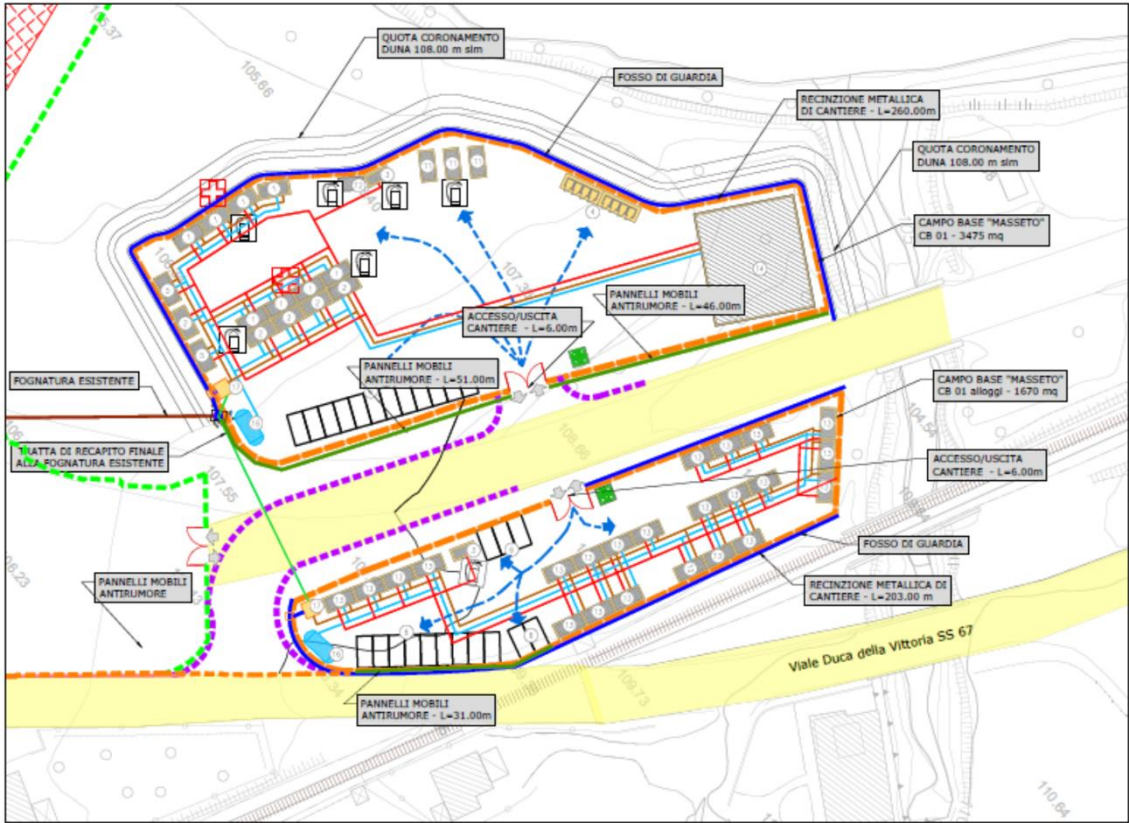 QUOTA CORONAMENTO
DUNA 108.00 m slm
FOSSO DI GUARDIA
RECINZIONE METALLICA
DI CANTIERE - L=260.00m
QUOTA CORONAMENTO
DUNA 108.00 m slm
CAMPO BASE "MASSETO"
CB 01 - 3475 mq
PANNELLI MOBILI
ANTIRUMORE - L=46.00m
ACCESSO/USCITA
CANTIERE - L=6.00m
PANNELLI MOBILI
ANTIRUMORE - L=51.00m
FOGNATURA ESISTENTE
TRATTA DI RECAPITO FINALE
ALLA FOGNATURA ESISTENTE
CAMPO BASE "MASSETO"
CB 01 alloggi - 1670 mq
ACCESSO/USCITA
CANTIERE - L=6.00m
FOSSO DI GUARDIA
PANNELLI MOBILI
ANTIRUMORE
RECINZIONE METALLICA DI
CANTIERE - L=203.00 m
Viale Duca della Vittoria SS 67
PANNELLI MOBILI
ANTIRUMORE - L=31.00m
105.66
107.55
108.66
104.54
109.73
110.64